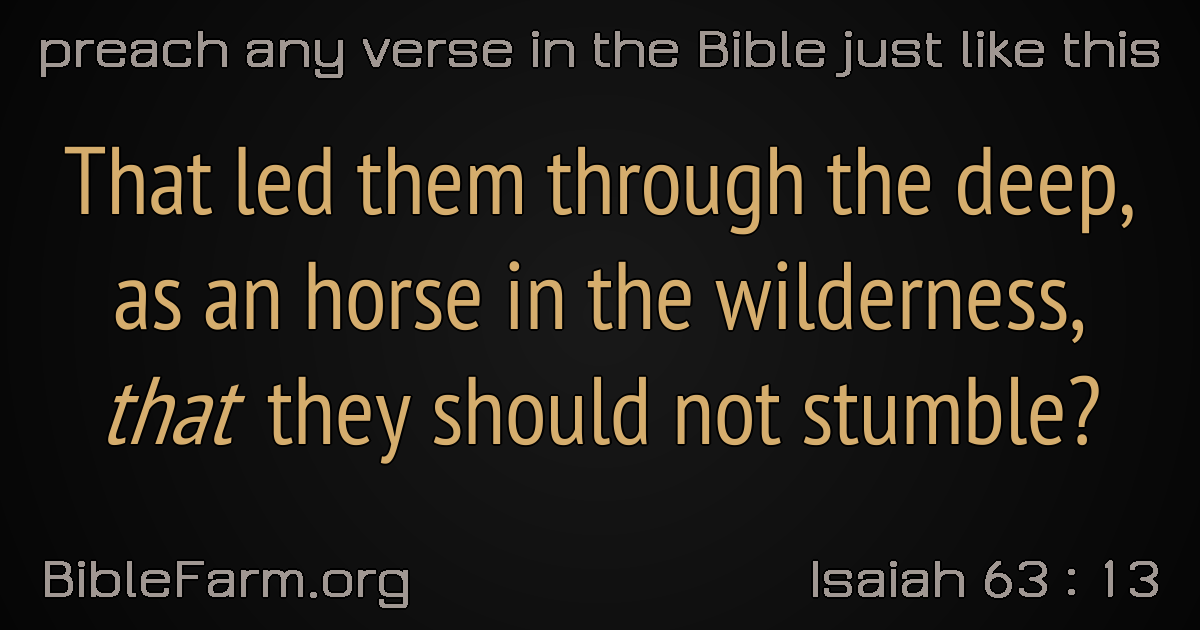 preach any verse in the Bible just like this
That led them through the deep,
as an horse in the wilderness,
that they should not stumble?
BibleFarm.org
Isaiah 63 : 13